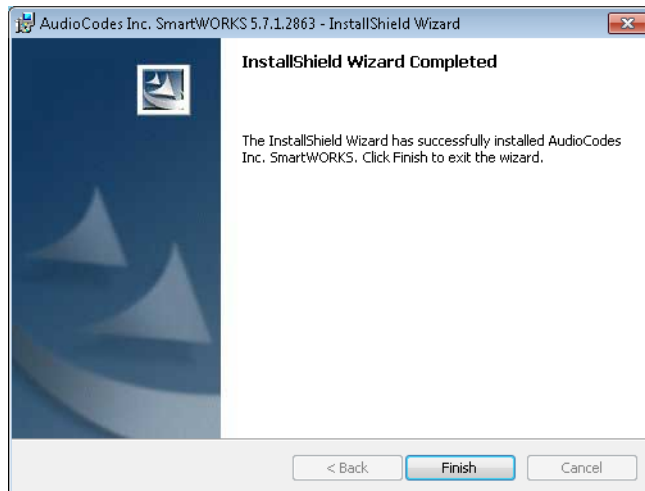 AudioCodes Inc. SmartWORKS 5.7.1.2863 - InstallShield Wizard
InstallShield Wizard Completed
The InstallShield Wizard has successfully installed AudioCodes
Inc. SmartWORKS. Click Finish to exit the wizard.
< Back Finish Cancel